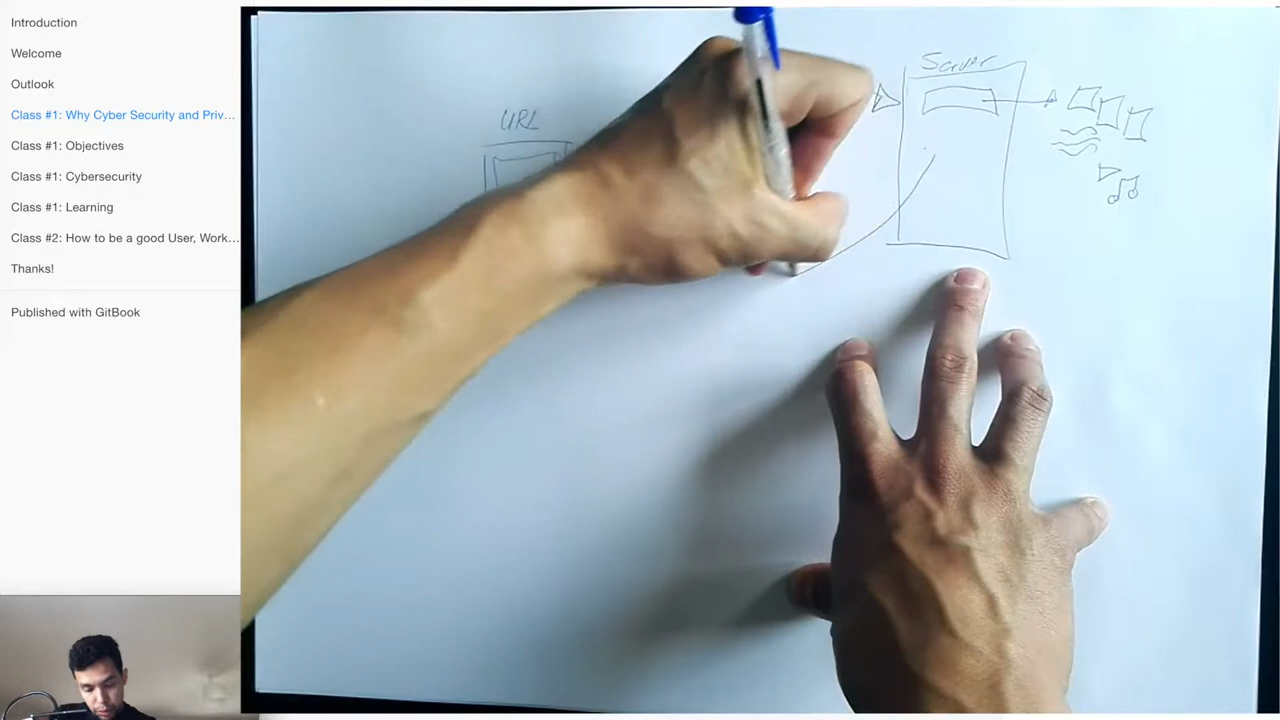 Introduction
Welcome
Outlook
Class #1: Why Cyber Security and Priv...
Class #1: Objectives
Class #1: Cybersecurity
Class #1: Learning
Class #2: How to be a good User, Work...
Thanks!
Published with GitBook
URL
Server